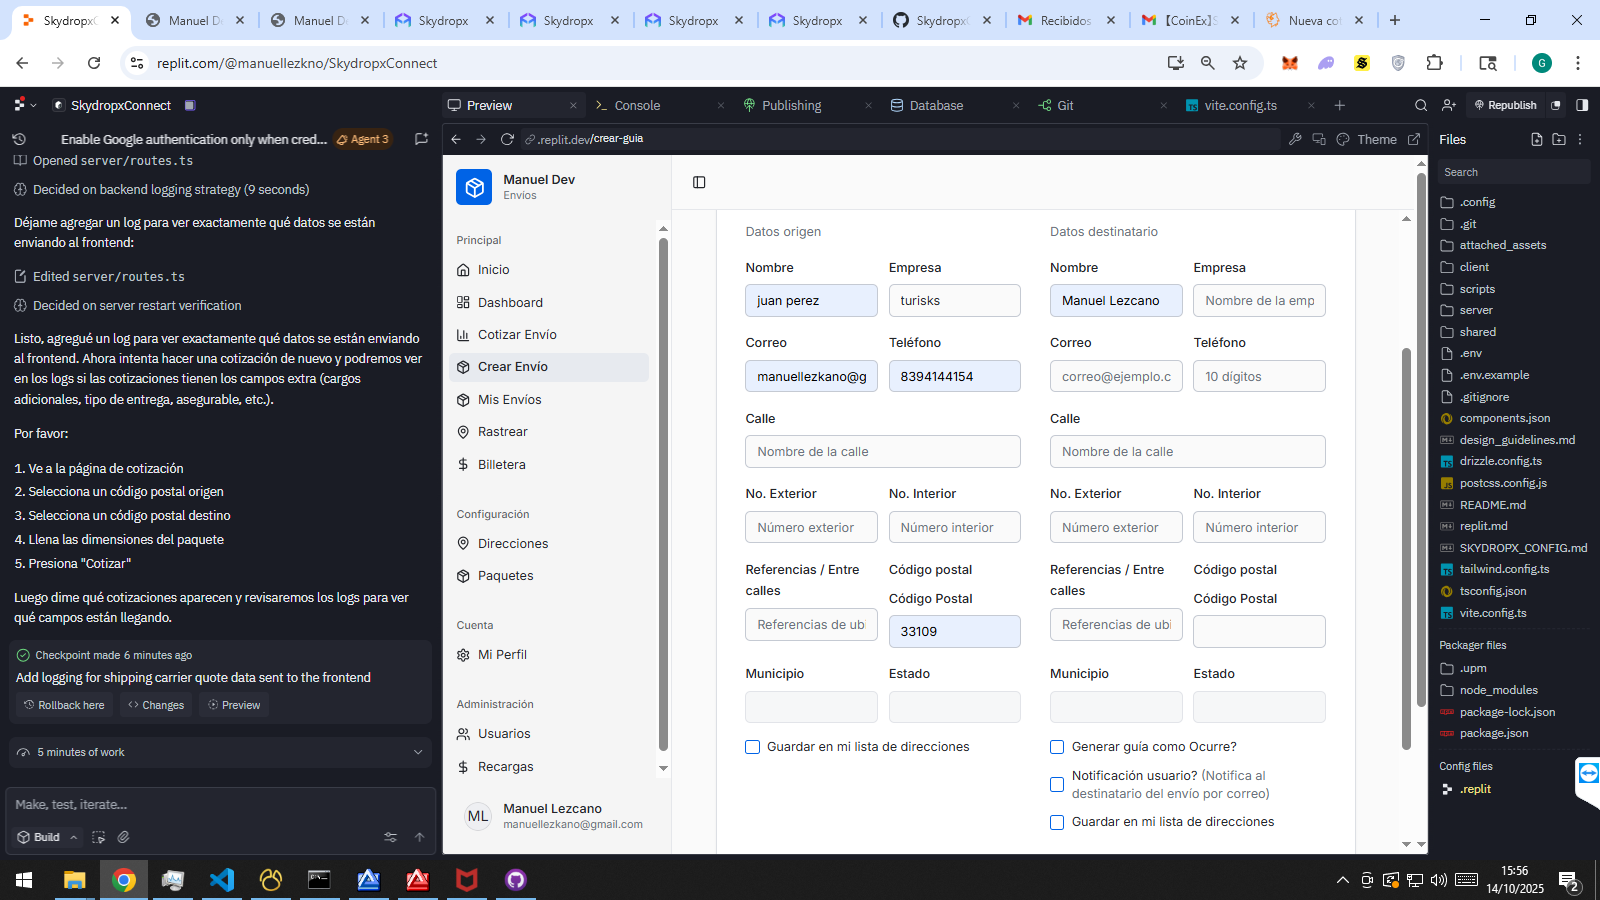 SkydropxC
Manuel De
Manuel De
Skydropx
Skydropx
Skydropx
Skydropx
SkydropxC
Recibidos
【CoinEx】S
Nueva cot
replit.com/@manuellezkno/SkydropxConnect
G
SkydropxConnect
Preview
Console
Publishing
Database
Git
vite.config.ts
Republish
Enable Google authentication only when cred...
Agent 3
.replit.dev/crear-guia
Theme
Opened server/routes.ts
Decided on backend logging strategy (9 seconds)
Déjame agregar un log para ver exactamente qué datos se están
enviando al frontend:
Edited server/routes.ts
Decided on server restart verification
Listo, agregué un log para ver exactamente qué datos se están enviando
al frontend. Ahora intenta hacer una cotización de nuevo y podremos ver
en los logs si las cotizaciones tienen los campos extra (cargos
adicionales, tipo de entrega, asegurable, etc.).
Por favor:
1. Ve a la página de cotización
2. Selecciona un código postal origen
3. Selecciona un código postal destino
4. Llena las dimensiones del paquete
5. Presiona "Cotizar"
Luego dime qué cotizaciones aparecen y revisaremos los logs para ver
qué campos están llegando.
Checkpoint made 6 minutes ago
Add logging for shipping carrier quote data sent to the frontend
Rollback here
Changes
Preview
5 minutes of work
Make, test, iterate...
Build
Manuel Dev
Envíos
Principal
Inicio
Dashboard
Cotizar Envío
Crear Envío
Mis Envíos
Rastrear
Billetera
Configuración
Direcciones
Paquetes
Cuenta
Mi Perfil
Administración
Usuarios
Recargas
ML
Manuel Lezcano
manuellezkano@gmail.com
Datos origen
Nombre
Empresa
juan perez
turisks
Correo
Teléfono
manuellezkano@g
8394144154
Calle
Nombre de la calle
No. Exterior
No. Interior
Número exterior
Número interior
Referencias / Entre
calles
Código postal
Código Postal
Referencias de ubi
33109
Municipio
Estado
Guardar en mi lista de direcciones
Datos destinatario
Nombre
Empresa
Manuel Lezcano
Nombre de la emp
Correo
Teléfono
correo@ejemplo.c
10 dígitos
Calle
Nombre de la calle
No. Exterior
No. Interior
Número exterior
Número interior
Referencias / Entre
calles
Código postal
Código Postal
Referencias de ubi
Municipio
Estado
Generar guía como Ocurre?
Notificación usuario? (Notifica al
destinatario del envío por correo)
Guardar en mi lista de direcciones
Files
Search
.config
.git
attached_assets
client
scripts
server
shared
.env
.env.example
.gitignore
components.json
design_guidelines.md
drizzle.config.ts
postcss.config.js
README.md
replit.md
SKYDROPX_CONFIG.md
tailwind.config.ts
tsconfig.json
vite.config.ts
Packager files
.upm
node_modules
package-lock.json
package.json
Config files
.replit
15:56
14/10/2025
2